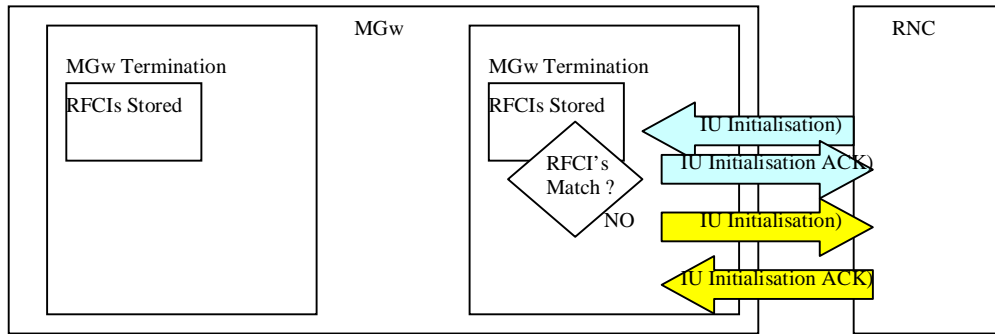 MGw
RNC
MGw Termination
RFCIs Stored
MGw Termination
RFCIs Stored
RFCI's
Match ?
NO
IU Initialisation)
IU Initialisation ACK)
IU Initialisation)
IU Initialisation ACK)